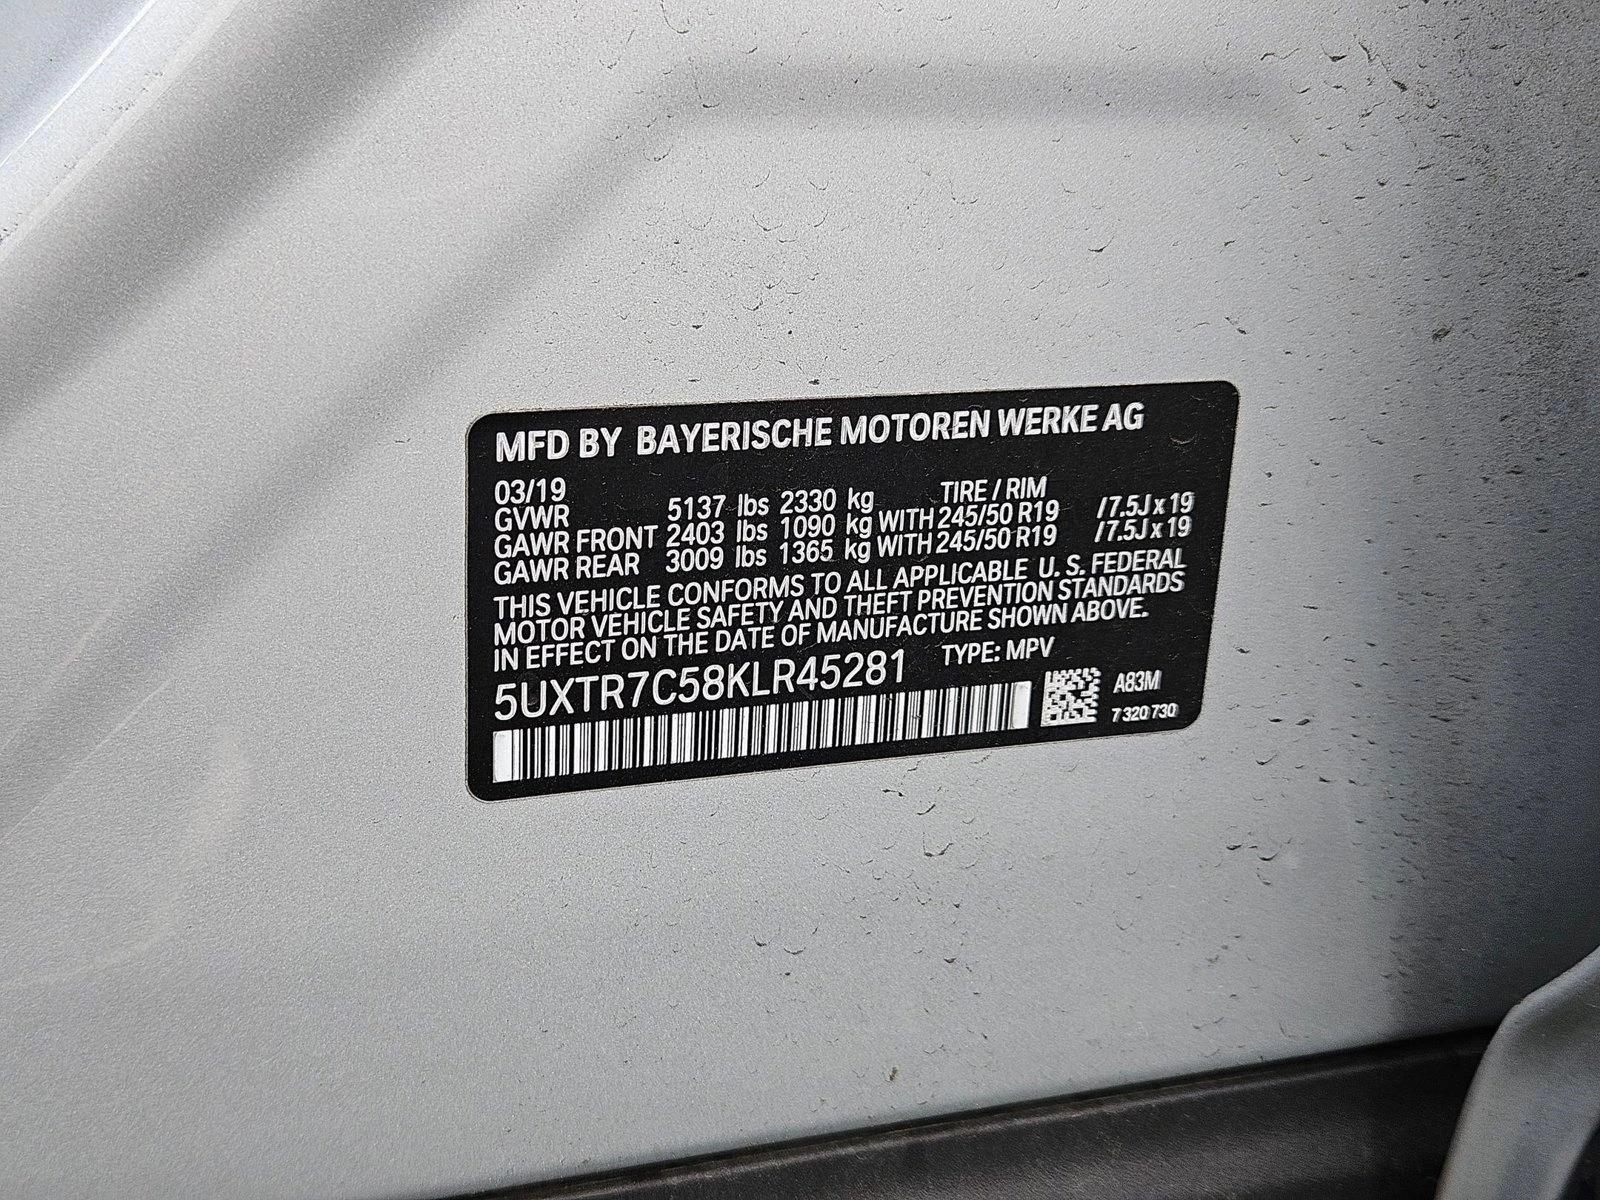 MFD BY BAYERISCHE MOTOREN WERKE AG
03/19 TIRE / RIM
GVWR 5137 lbs 2330 kg
GAWR FRONT 2403 lbs 1090 kg WITH 245/50 R19 / 7.5J x 19
GAWR REAR 3009 lbs 1365 kg WITH 245/50 R19 / 7.5J x 19
THIS VEHICLE CONFORMS TO ALL APPLICABLE U. S. FEDERAL
MOTOR VEHICLE SAFETY AND THEFT PREVENTION STANDARDS
IN EFFECT ON THE DATE OF MANUFACTURE SHOWN ABOVE.
5UXTR7C58KLR45281 TYPE: MPV
A83M
7 320 730